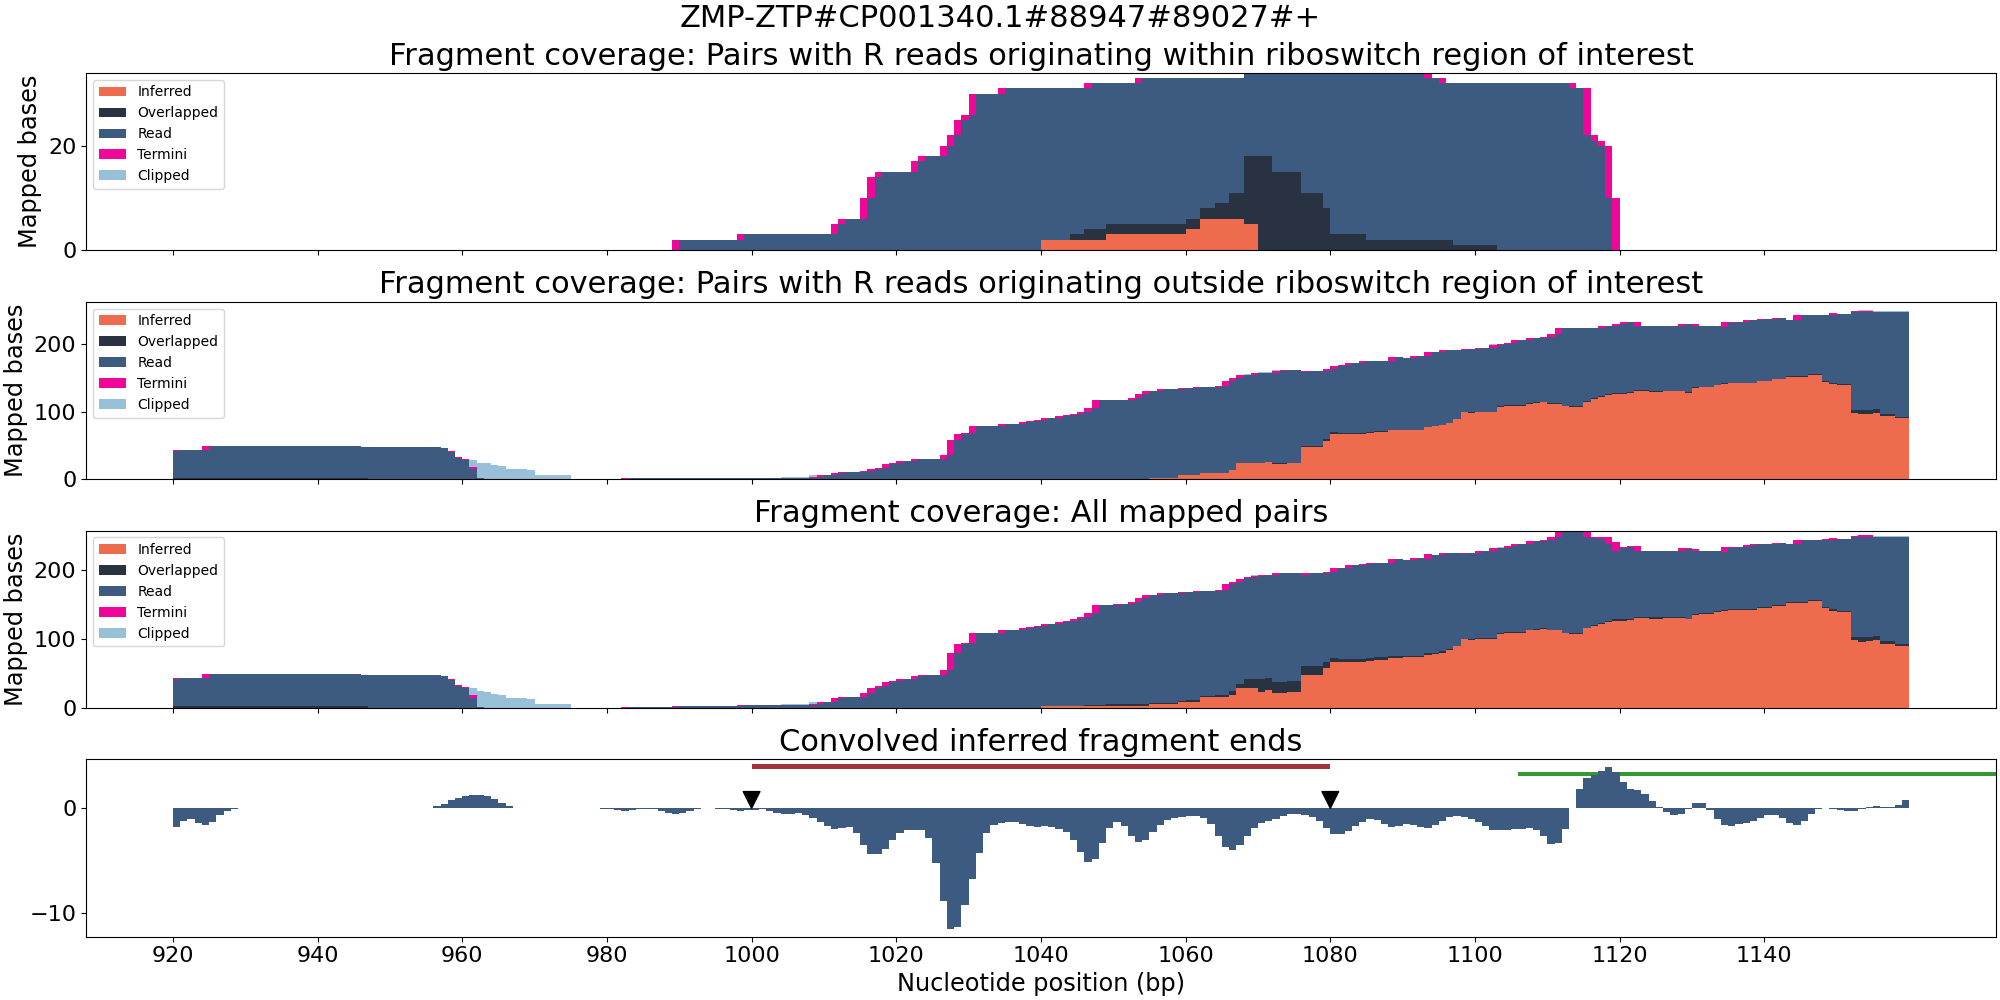 ZMP-ZTP#CP001340.1#88947#89027#+
Fragment coverage: Pairs with R reads originating within riboswitch region of interest
Mapped bases
20
0
Inferred
Overlapped
Read
Termini
Clipped
Fragment coverage: Pairs with R reads originating outside riboswitch region of interest
Mapped bases
200
100
0
Inferred
Overlapped
Read
Termini
Clipped
Fragment coverage: All mapped pairs
Mapped bases
200
100
0
Inferred
Overlapped
Read
Termini
Clipped
Convolved inferred fragment ends
0
−10
920 940 960 980 1000 1020 1040 1060 1080 1100 1120 1140
Nucleotide position (bp)